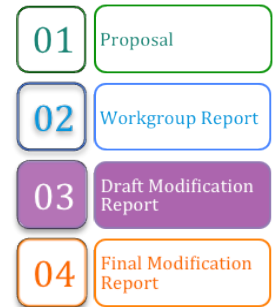 01
Proposal
02
Workgroup Report
03
Draft Modification
Report
04
Final Modification
Report